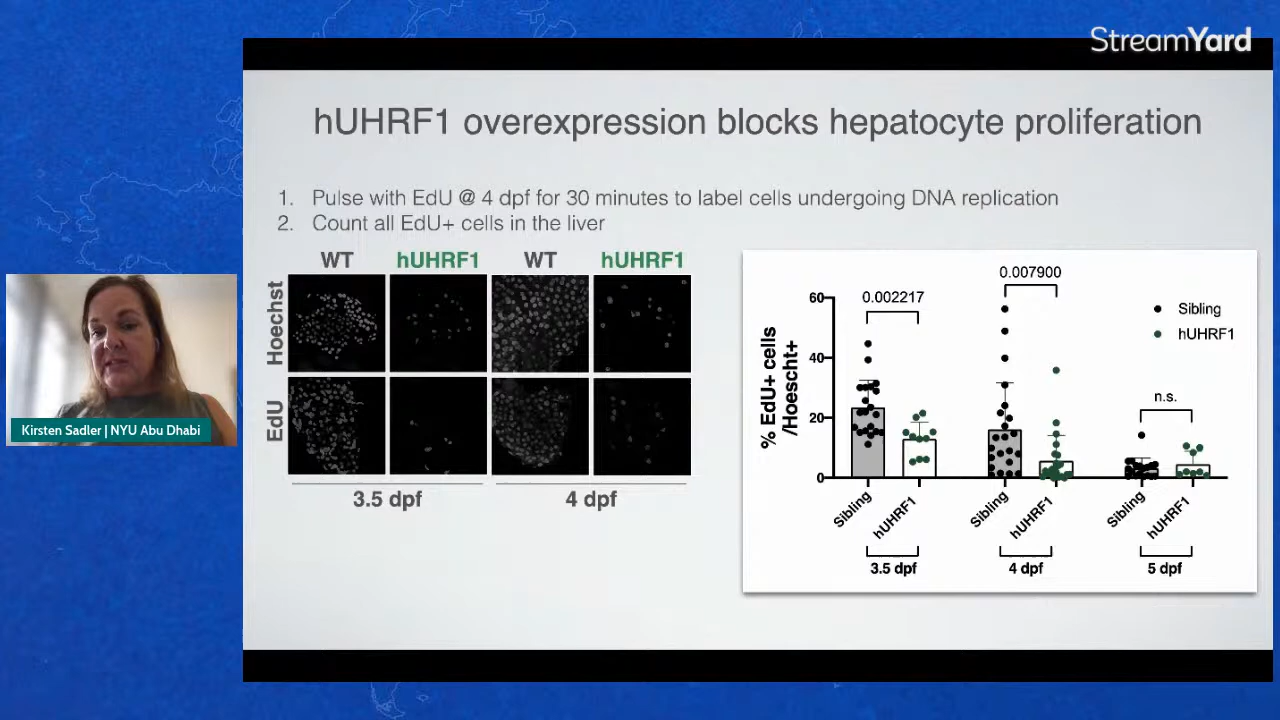 StreamYard
hUHRF1 overexpression blocks hepatocyte proliferation
1. Pulse with EdU @ 4 dpf for 30 minutes to label cells undergoing DNA replication
2. Count all EdU+ cells in the liver
WT hUHRF1 WT hUHRF1
Hoechst
EdU
3.5 dpf 4 dpf
% EdU+ cells
/Hoescht+
60
40
20
0
0.002217
0.007900
n.s.
Sibling
hUHRF1
Sibling hUHRF1 Sibling hUHRF1 Sibling hUHRF1
3.5 dpf 4 dpf 5 dpf
Kirsten Sadler | NYU Abu Dhabi